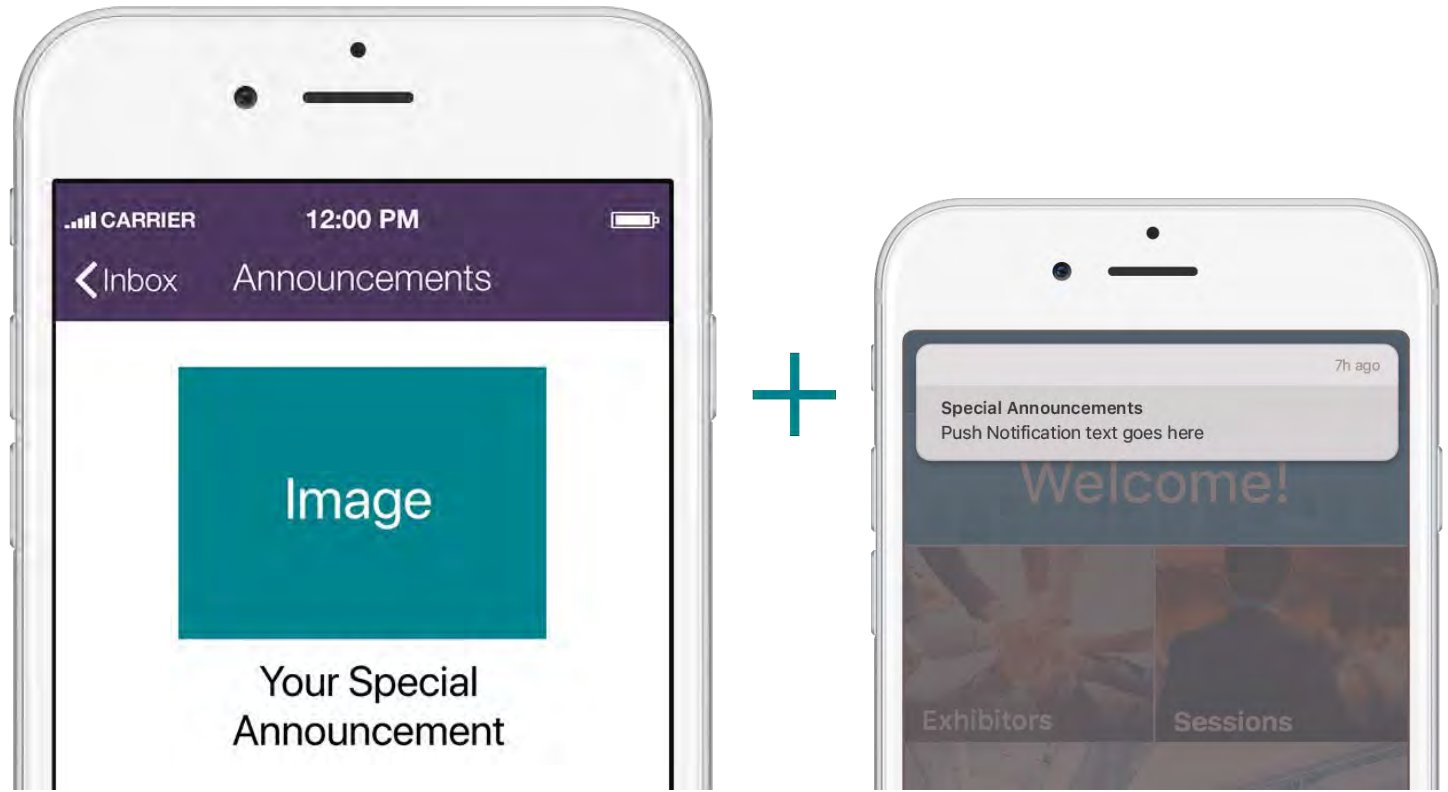 CARRIER
12:00 PM
Inbox
Announcements
Image
Your Special
Announcement
+
7h ago
Special Announcements
Push Notification text goes here
Welcome!
Exhibitors
Sessions